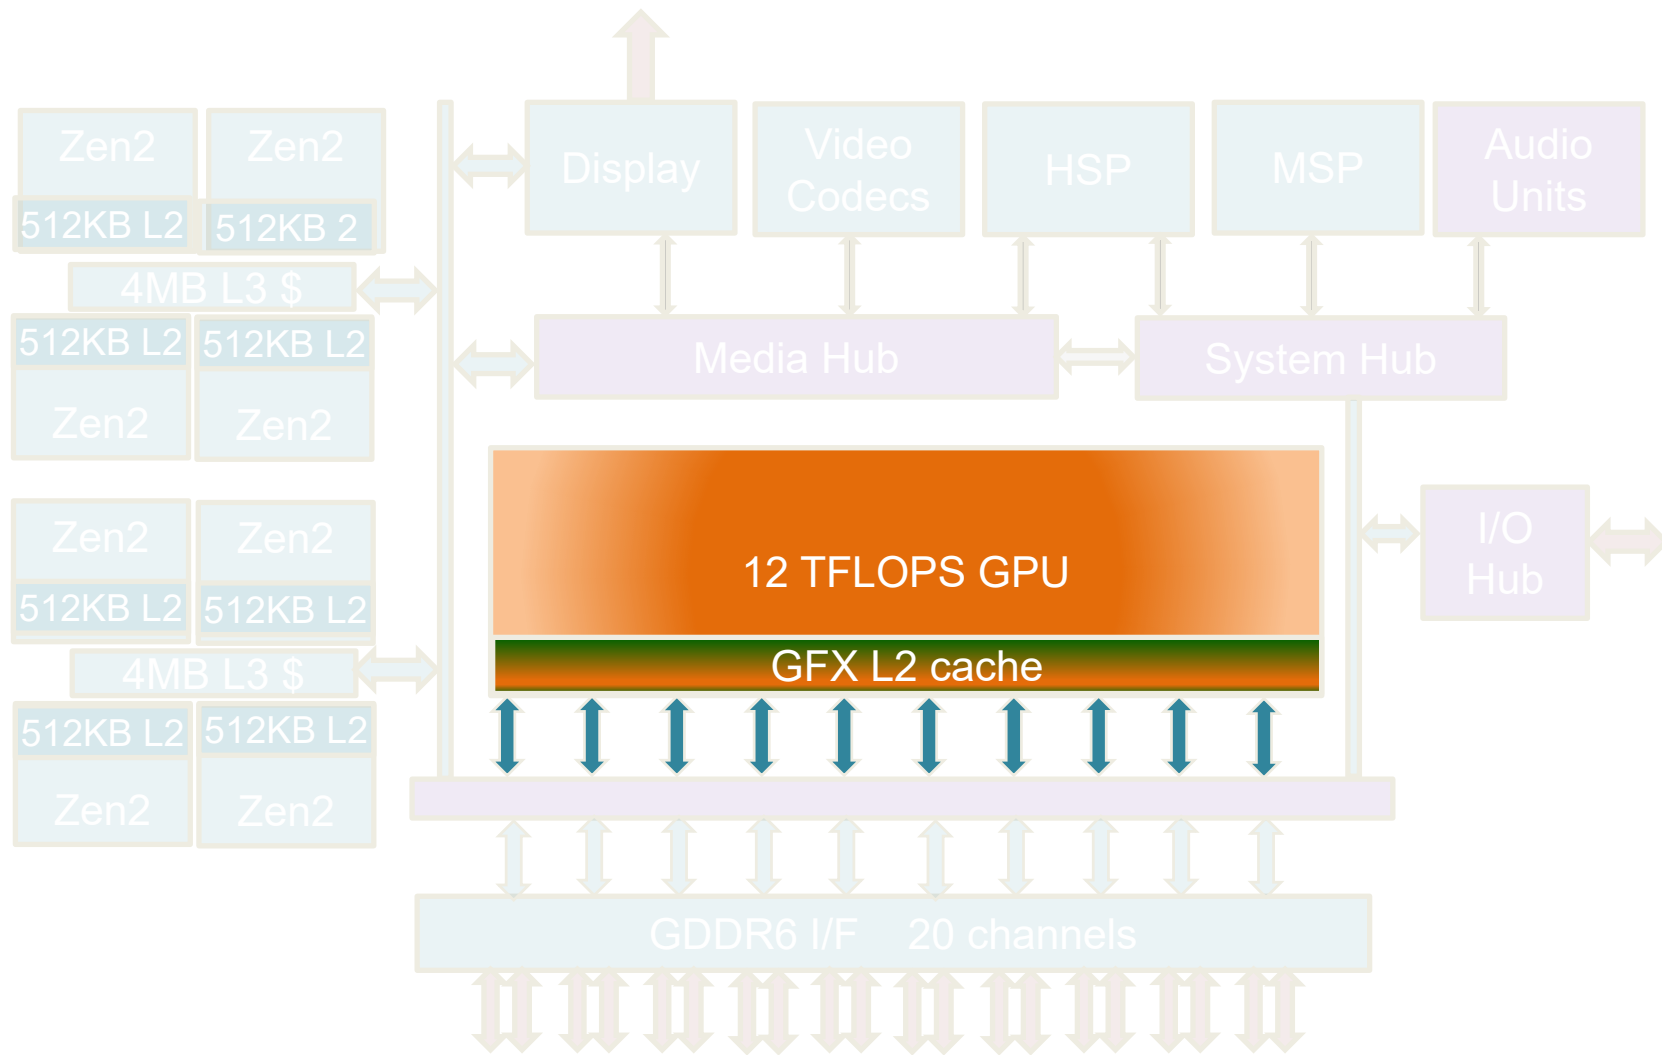 Zen2
Zen2
512KB L2
512KB 2
4MB L3 $
512KB L2
512KB L2
Zen2
Zen2
Zen2
Zen2
512KB L2
512KB L2
4MB L3 $
512KB L2
512KB L2
Zen2
Zen2
Display
Video
Codecs
HSP
MSP
Audio
Units
Media Hub
System Hub
12 TFLOPS GPU
GFX L2 cache
I/O
Hub
GDDR6 I/F 20 channels